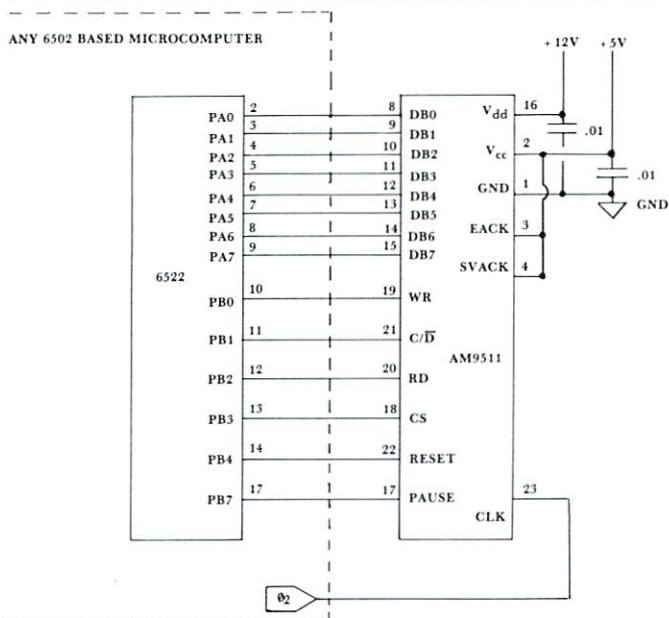 ANY 6502 BASED MICROCOMPUTER
+12V +5V
PA0 2 8 DB0 Vdd 16
PA1 3 9 DB1 .01
PA2 4 10 DB2 Vcc 2
PA3 5 11 DB3 .01
PA4 6 12 DB4 GND 1
PA5 7 13 DB5 GND
PA6 8 14 DB6 EACK 3
PA7 9 15 DB7
SVACK 4
6522
PB0 10 19 WR
PB1 11 21 C/D̅
AM9511
PB2 12 20 RD
PB3 13 18 CS
PB4 14 22 RESET
PB7 17 17 PAUSE 23
CLK
Ø2